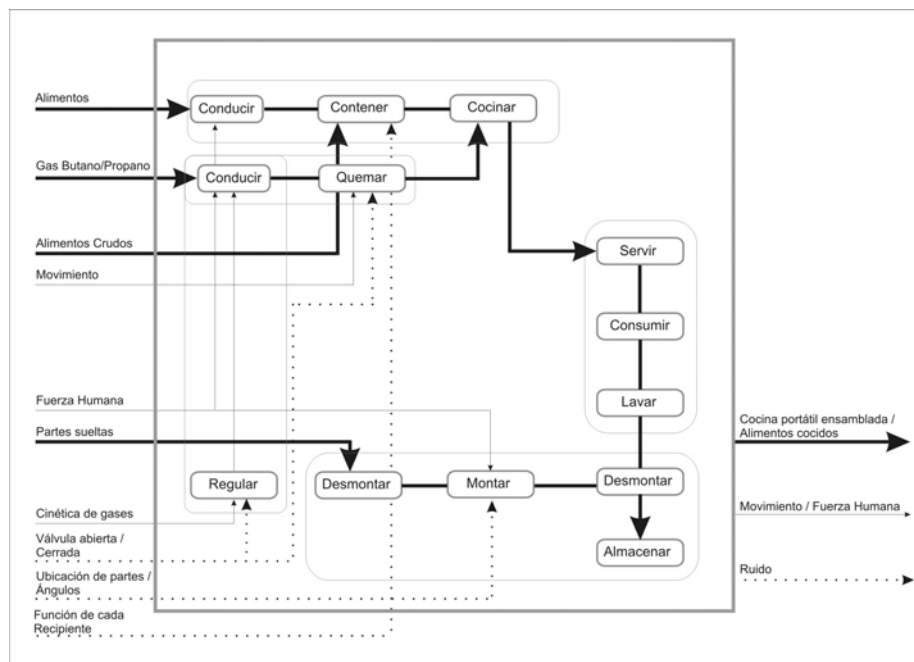 Alimentos
Conducir
Contener
Cocinar
Gas Butano/Propano
Conducir
Quemar
Alimentos Crudos
Servir
Movimiento
Consumir
Fuerza Humana
Lavar
Partes sueltas
Cocina portátil ensamblada /
Alimentos cocidos
Regular
Desmontar
Montar
Desmontar
Cinética de gases
Movimiento / Fuerza Humana
Válvula abierta /
Cerrada
Almacenar
Ubicación de partes /
Ángulos
Ruido
Función de cada
Recipiente